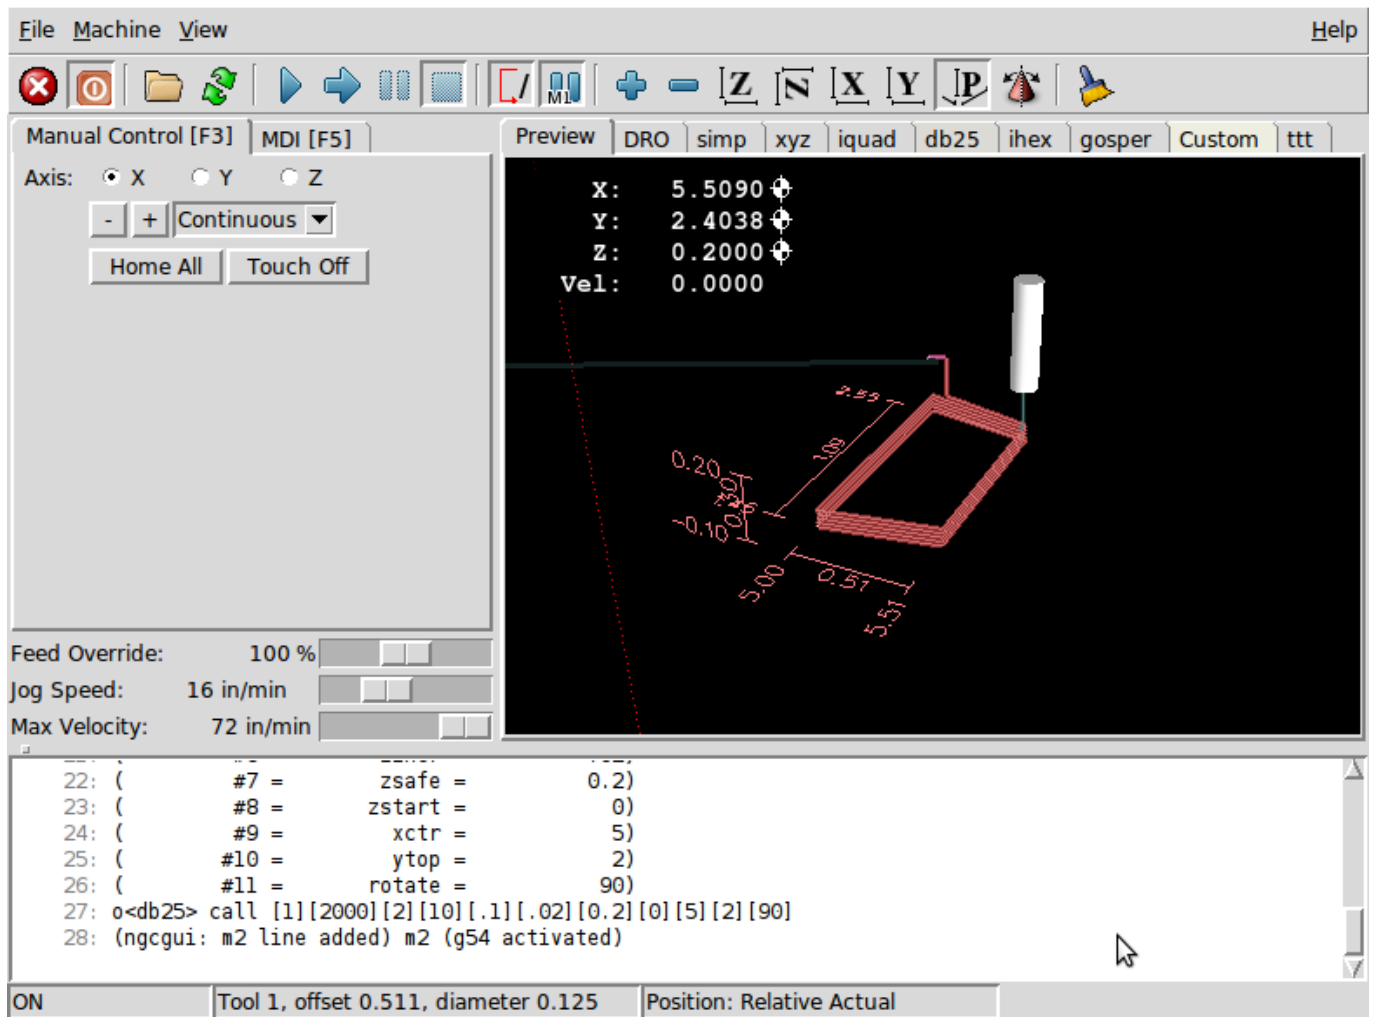 File Machine View Help
M1 Z N X Y P
Manual Control [F3] MDI [F5] Preview DRO simp xyz iquad db25 ihex gosper Custom ttt
Axis: X Y Z
- + Continuous
Home All Touch Off
X: 5.5090
Y: 2.4038
Z: 0.2000
Vel: 0.0000
2.59
0.20
-0.10
5.00
0.51
5.51
Feed Override: 100 %
Jog Speed: 16 in/min
Max Velocity: 72 in/min
22: ( #7 = zsafe = 0.2)
23: ( #8 = zstart = 0)
24: ( #9 = xctr = 5)
25: ( #10 = ytop = 2)
26: ( #11 = rotate = 90)
27: o<db25> call [1][2000][2][10][.1][.02][0.2][0][5][2][90]
28: (ngcgui: m2 line added) m2 (g54 activated)
ON Tool 1, offset 0.511, diameter 0.125 Position: Relative Actual